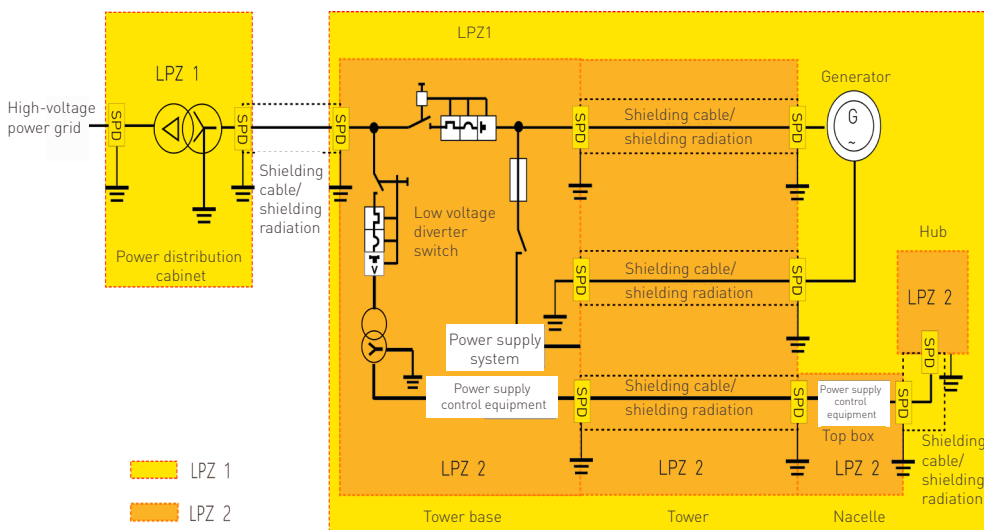 LPZ1
LPZ 1
Generator
High-voltage
power grid
SPD
SPD
SPD
SPD
Shielding cable/
shielding radiation
SPD
G
~
Shielding
cable/
shielding
radiation
Low voltage
diverter
switch
Power distribution
cabinet
V
Hub
SPD
Shielding cable/
shielding radiation
SPD
LPZ 2
Power supply
system
SPD
Power supply
control equipment
SPD
Shielding cable/
shielding radiation
SPD
Power supply
control equipment
SPD
Top box
Shielding
cable/
shielding
radiation
LPZ 1
LPZ 2
LPZ 2
LPZ 2
LPZ 2
Tower base
Tower
Nacelle